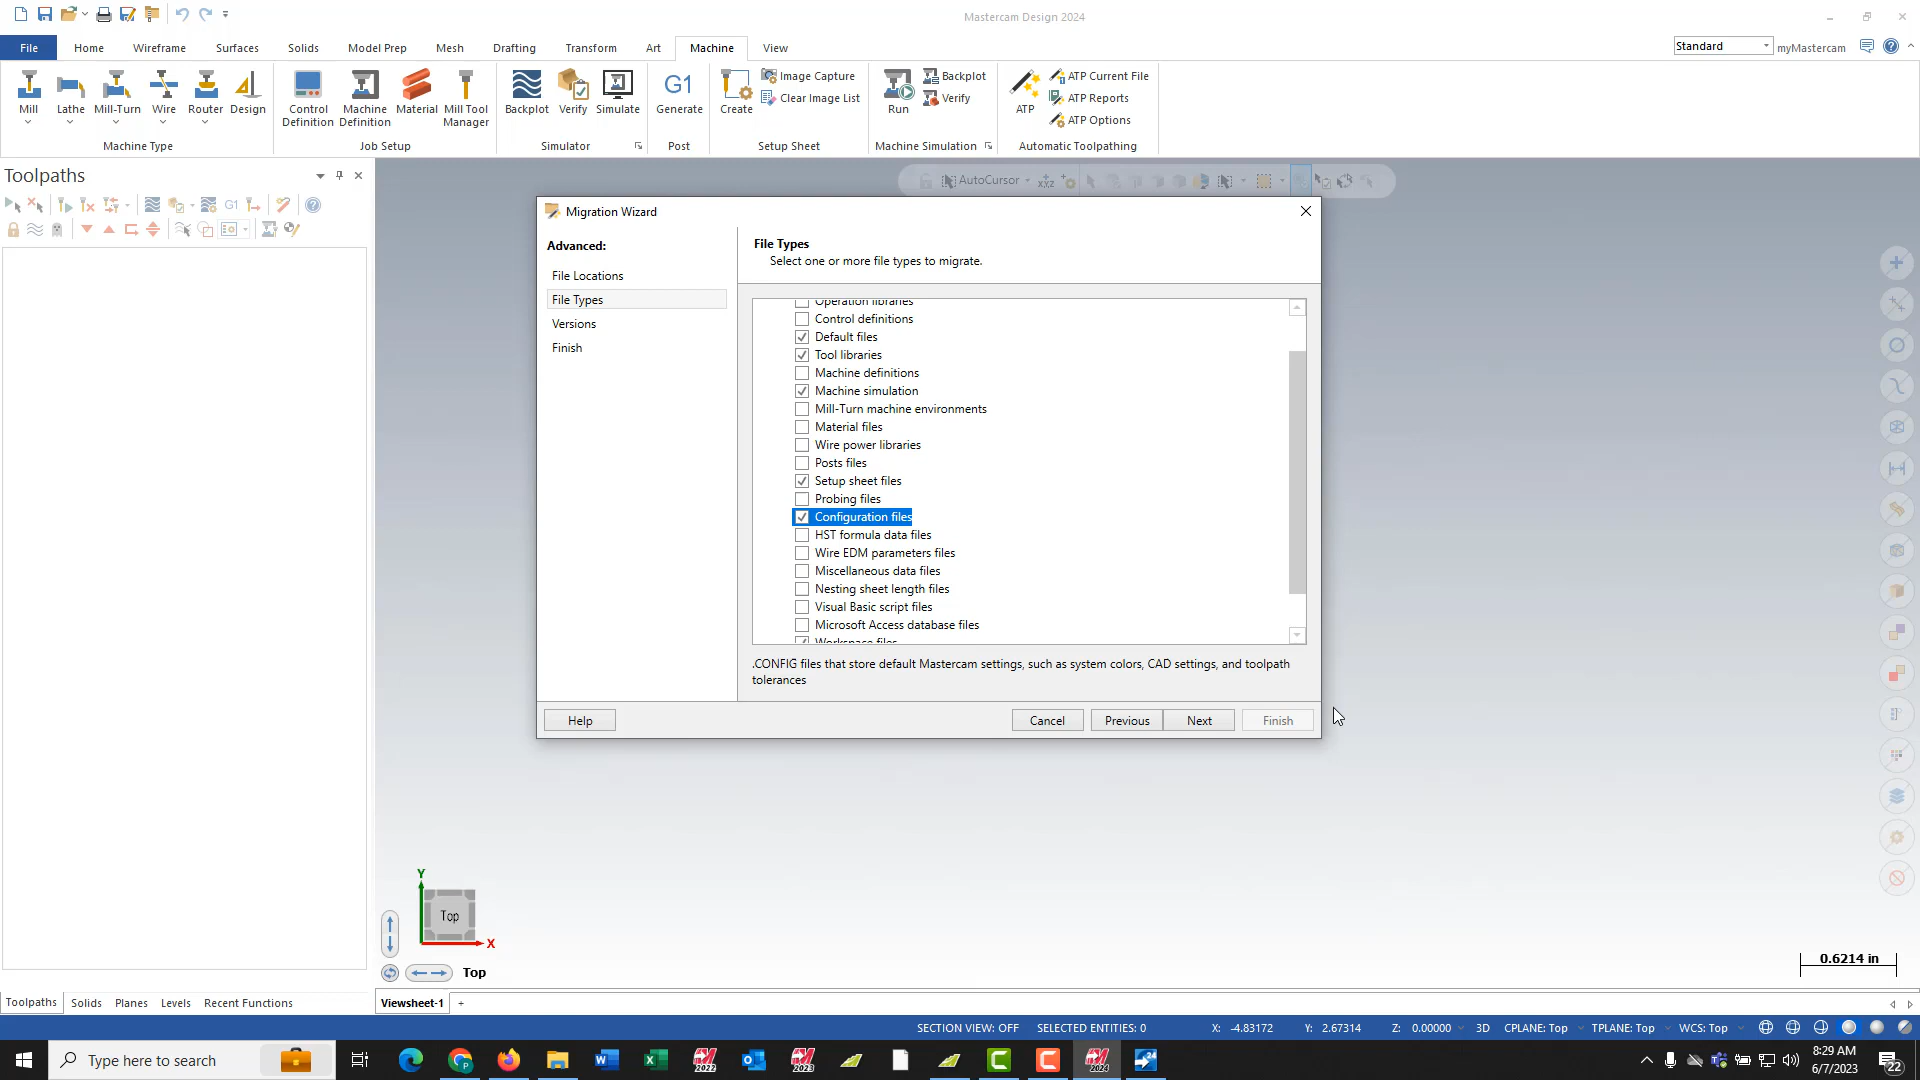 Mastercam Design 2024
File
Home
Wireframe
Surfaces
Solids
Model Prep
Mesh
Drafting
Transform
Art
Machine
View
Standard
myMastercam
Mill
Lathe
Mill-Turn
Wire
Router
Design
Machine Type
Control Definition
Machine Definition
Material
Mill Tool Manager
Job Setup
Backplot
Verify
Simulate
Simulator
G1
Generate
Post
Create
Image Capture
Clear Image List
Setup Sheet
Run
Backplot
Verify
Machine Simulation
ATP
ATP Current File
ATP Reports
ATP Options
Automatic Toolpathing
Toolpaths
G1
AutoCursor
Migration Wizard
Advanced:
File Locations
File Types
Versions
Finish
File Types
Select one or more file types to migrate.
Operation libraries
Control definitions
Default files
Tool libraries
Machine definitions
Machine simulation
Mill-Turn machine environments
Material files
Wire power libraries
Posts files
Setup sheet files
Probing files
Configuration files
HST formula data files
Wire EDM parameters files
Miscellaneous data files
Nesting sheet length files
Visual Basic script files
Microsoft Access database files
Workspace files
.CONFIG files that store default Mastercam settings, such as system colors, CAD settings, and toolpath
tolerances
Help
Cancel
Previous
Next
Finish
Y
Top
X
Top
0.6214 in
Toolpaths
Solids
Planes
Levels
Recent Functions
Viewsheet-1
+
SECTION VIEW: OFF
SELECTED ENTITIES: 0
X: -4.83172
Y: 2.67314
Z: 0.00000
3D
CPLANE: Top
TPLANE: Top
WCS: Top
Type here to search
2022
2023
2024
24
8:29 AM
6/7/2023
22